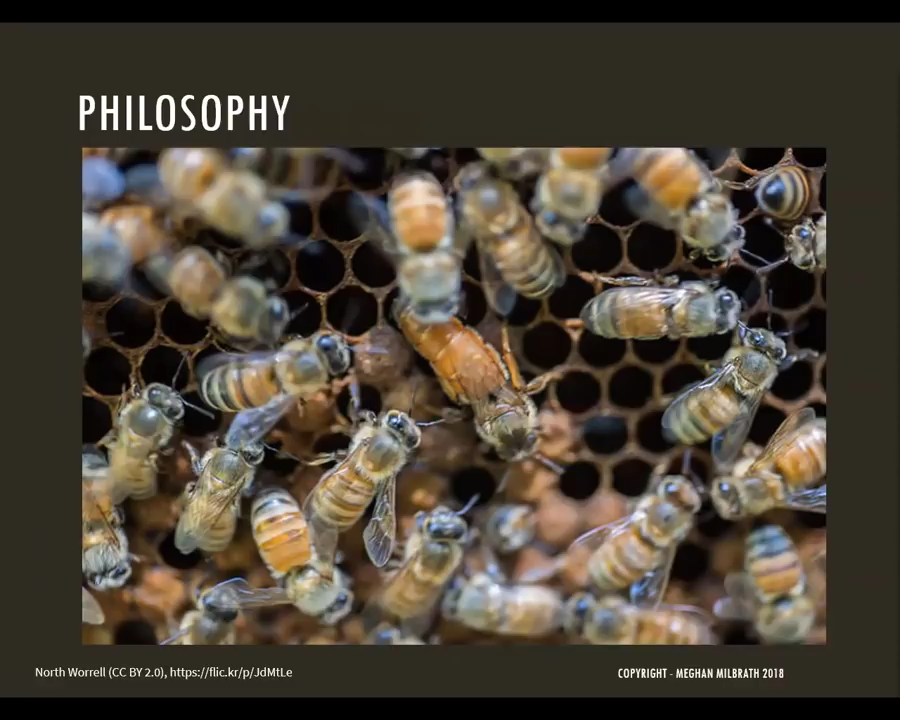 PHILOSOPHY
North Worrell (CC BY 2.0), https://flic.kr/p/JdMtLe
COPYRIGHT - MEGHAN MILBRATH 2018